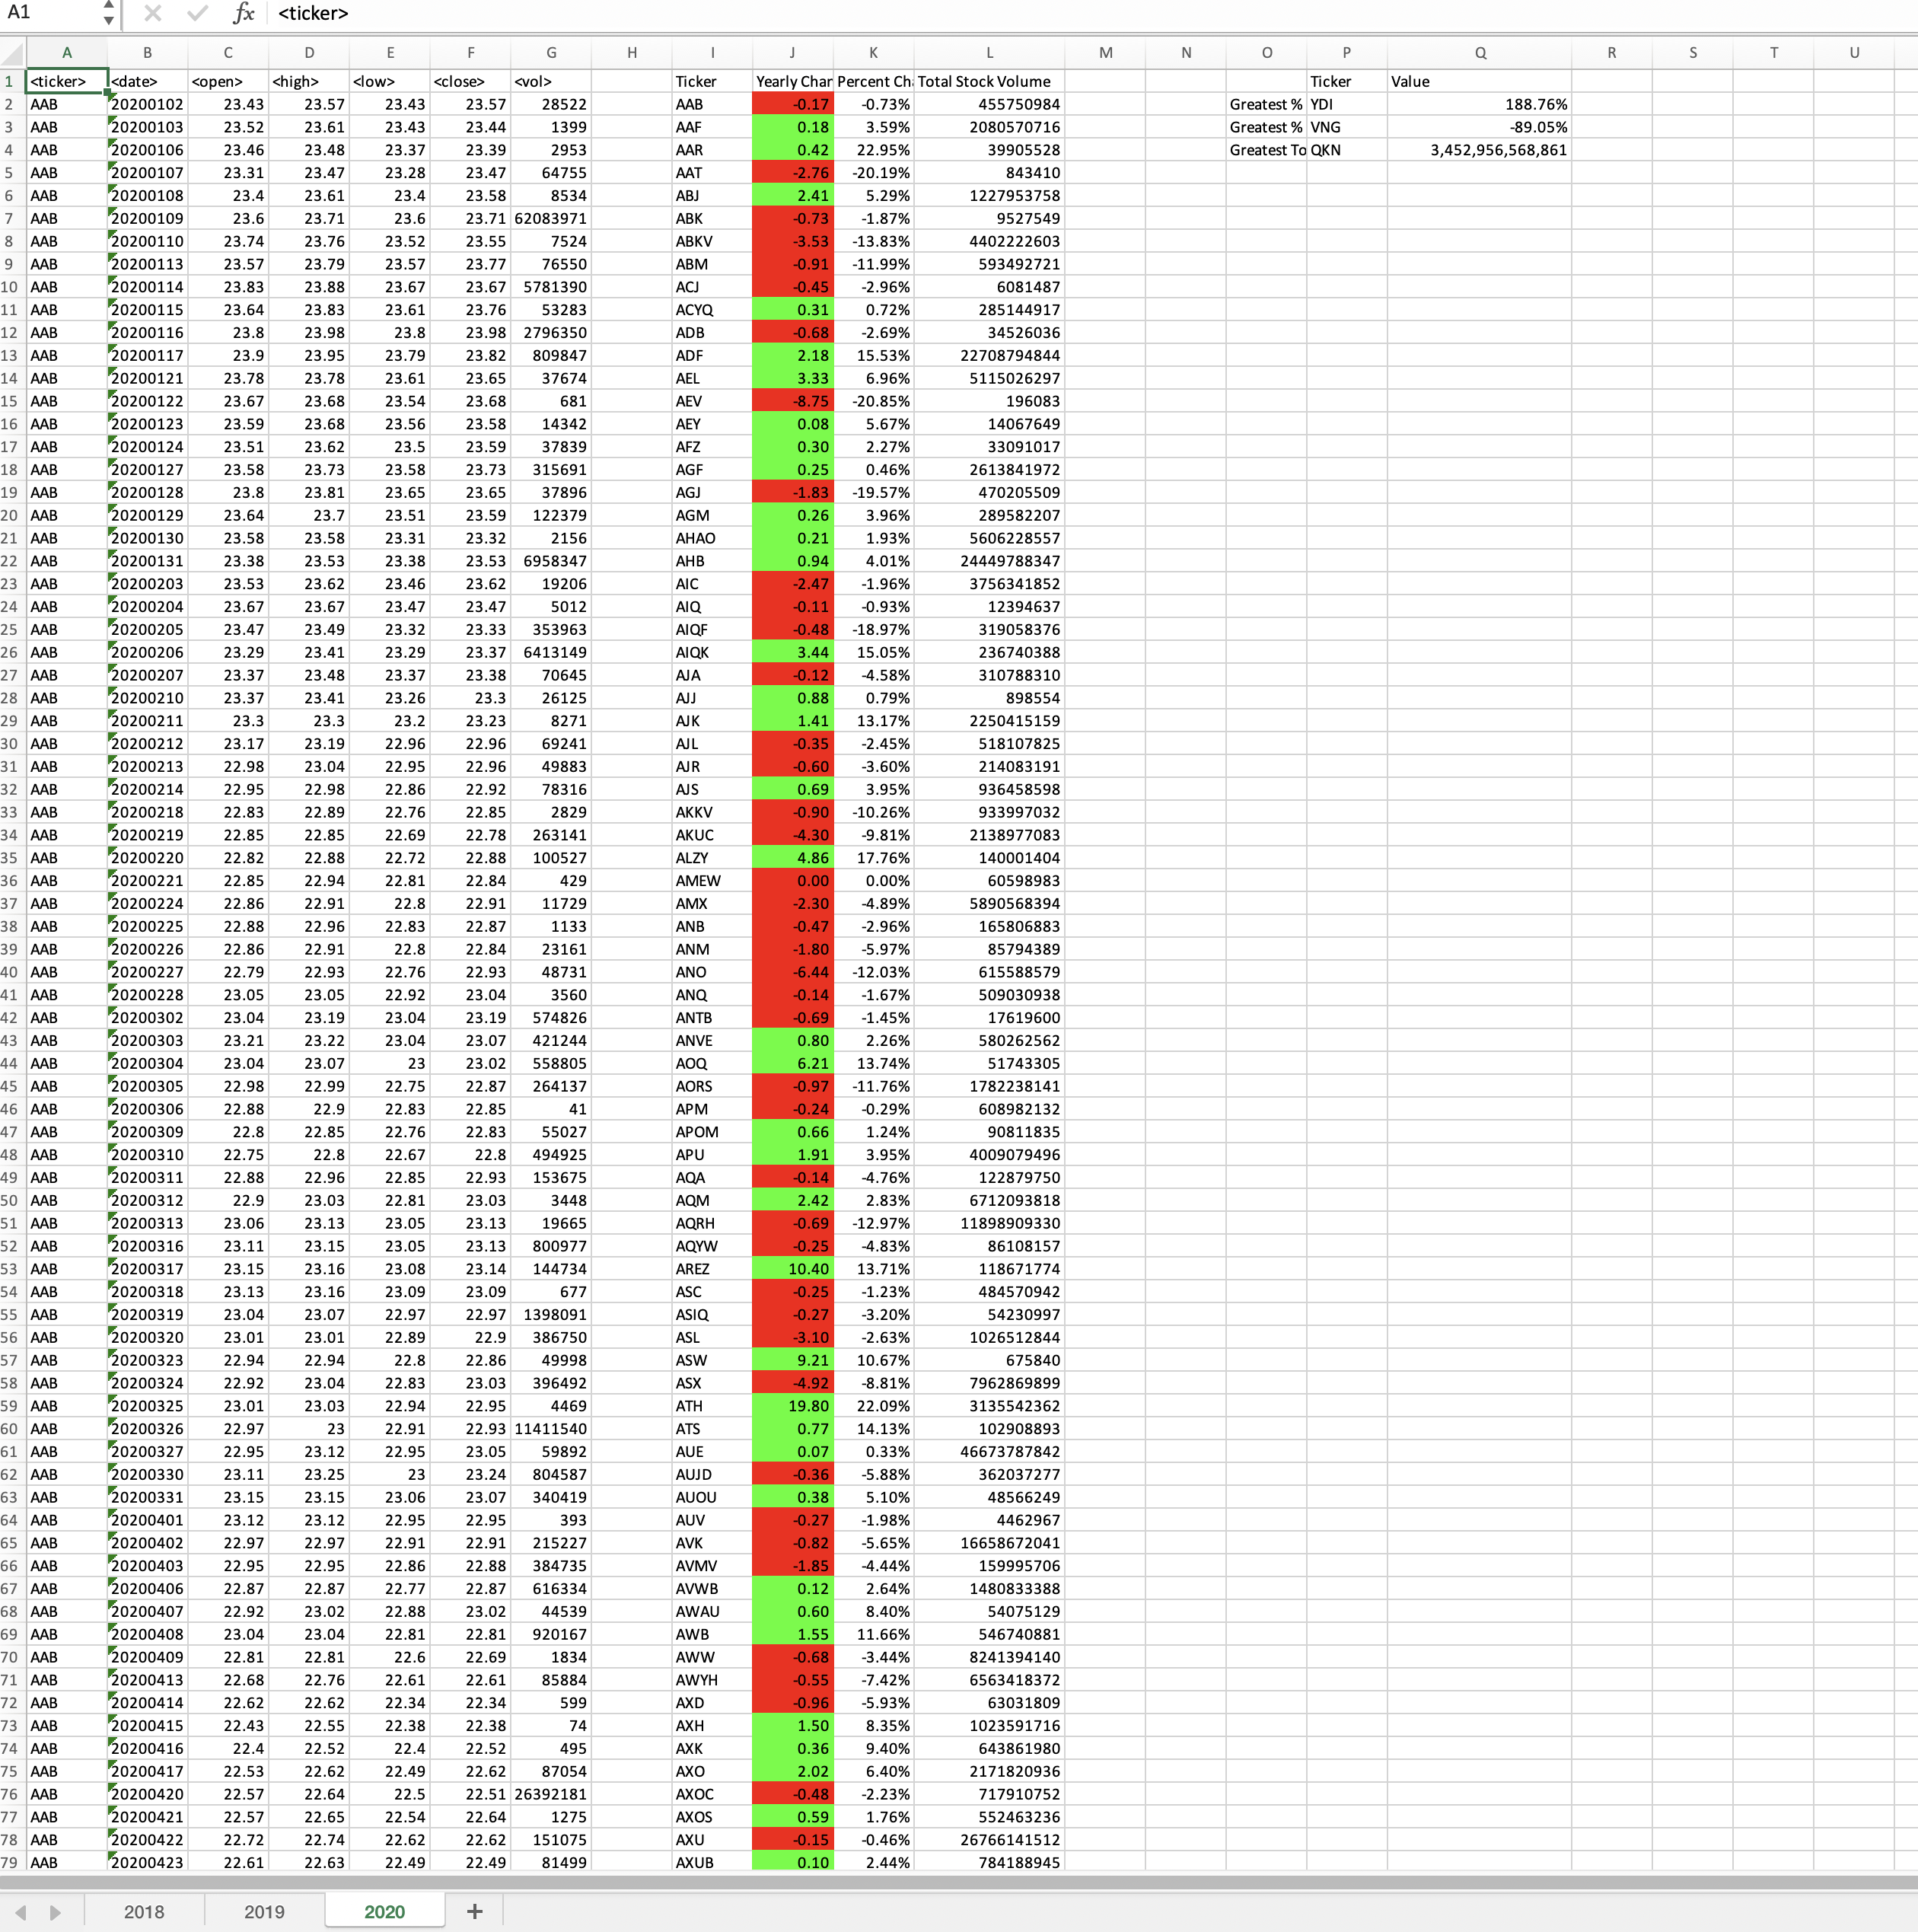 A1 fx <ticker>
A B C D E F G H I J K L M N O P Q R S T U
1 <ticker> <date> <open> <high> <low> <close> <vol> Ticker Yearly Char Percent Ch Total Stock Volume Ticker Value
2 AAB 20200102 23.43 23.57 23.43 23.57 28522 AAB -0.17 -0.73% 455750984 Greatest % YDI 188.76%
3 AAB 20200103 23.52 23.61 23.43 23.44 1399 AAF 0.18 3.59% 2080570716 Greatest % VNG -89.05%
4 AAB 20200106 23.46 23.48 23.37 23.39 2953 AAR 0.42 22.95% 39905528 Greatest To QKN 3,452,956,568,861
5 AAB 20200107 23.31 23.47 23.28 23.47 64755 AAT -2.76 -20.19% 843410
6 AAB 20200108 23.4 23.61 23.4 23.58 8534 ABJ 2.41 5.29% 1227953758
7 AAB 20200109 23.6 23.71 23.6 23.71 62083971 ABK -0.73 -1.87% 9527549
8 AAB 20200110 23.74 23.76 23.52 23.55 7524 ABKV -3.53 -13.83% 4402222603
9 AAB 20200113 23.57 23.79 23.57 23.77 76550 ABM -0.91 -11.99% 593492721
10 AAB 20200114 23.83 23.88 23.67 23.67 5781390 ACJ -0.45 -2.96% 6081487
11 AAB 20200115 23.64 23.83 23.61 23.76 53283 ACYQ 0.31 0.72% 285144917
12 AAB 20200116 23.8 23.98 23.8 23.98 2796350 ADB -0.68 -2.69% 34526036
13 AAB 20200117 23.9 23.95 23.79 23.82 809847 ADF 2.18 15.53% 22708794844
14 AAB 20200121 23.78 23.78 23.61 23.65 37674 AEL 3.33 6.96% 5115026297
15 AAB 20200122 23.67 23.68 23.54 23.68 681 AEV -8.75 -20.85% 196083
16 AAB 20200123 23.59 23.68 23.56 23.58 14342 AEY 0.08 5.67% 14067649
17 AAB 20200124 23.51 23.62 23.5 23.59 37839 AFZ 0.30 2.27% 33091017
18 AAB 20200127 23.58 23.73 23.58 23.73 315691 AGF 0.25 0.46% 2613841972
19 AAB 20200128 23.8 23.81 23.65 23.65 37896 AGJ -1.83 -19.57% 470205509
20 AAB 20200129 23.64 23.7 23.51 23.59 122379 AGM 0.26 3.96% 289582207
21 AAB 20200130 23.58 23.58 23.31 23.32 2156 AHAO 0.21 1.93% 5606228557
22 AAB 20200131 23.38 23.53 23.38 23.53 6958347 AHB 0.94 4.01% 24449788347
23 AAB 20200203 23.53 23.62 23.46 23.62 19206 AIC -2.47 -1.96% 3756341852
24 AAB 20200204 23.67 23.67 23.47 23.47 5012 AIQ -0.11 -0.93% 12394637
25 AAB 20200205 23.47 23.49 23.32 23.33 353963 AIQF -0.48 -18.97% 319058376
26 AAB 20200206 23.29 23.41 23.29 23.37 6413149 AIQK 3.44 15.05% 236740388
27 AAB 20200207 23.37 23.48 23.37 23.38 70645 AJA -0.12 -4.58% 310788310
28 AAB 20200210 23.37 23.41 23.26 23.3 26125 AJJ 0.88 0.79% 898554
29 AAB 20200211 23.3 23.3 23.2 23.23 8271 AJK 1.41 13.17% 2250415159
30 AAB 20200212 23.17 23.19 22.96 22.96 69241 AJL -0.35 -2.45% 518107825
31 AAB 20200213 22.98 23.04 22.95 22.96 49883 AJR -0.60 -3.60% 214083191
32 AAB 20200214 22.95 22.98 22.86 22.92 78316 AJS 0.69 3.95% 936458598
33 AAB 20200218 22.83 22.89 22.76 22.85 2829 AKKV -0.90 -10.26% 933997032
34 AAB 20200219 22.85 22.85 22.69 22.78 263141 AKUC -4.30 -9.81% 2138977083
35 AAB 20200220 22.82 22.88 22.72 22.88 100527 ALZY 4.86 17.76% 140001404
36 AAB 20200221 22.85 22.94 22.81 22.84 429 AMEW 0.00 0.00% 60598983
37 AAB 20200224 22.86 22.91 22.8 22.91 11729 AMX -2.30 -4.89% 5890568394
38 AAB 20200225 22.88 22.96 22.83 22.87 1133 ANB -0.47 -2.96% 165806883
39 AAB 20200226 22.86 22.91 22.8 22.84 23161 ANM -1.80 -5.97% 85794389
40 AAB 20200227 22.79 22.93 22.76 22.93 48731 ANO -6.44 -12.03% 615588579
41 AAB 20200228 23.05 23.05 22.92 23.04 3560 ANQ -0.14 -1.67% 509030938
42 AAB 20200302 23.04 23.19 23.04 23.19 574826 ANTB -0.69 -1.45% 17619600
43 AAB 20200303 23.21 23.22 23.04 23.07 421244 ANVE 0.80 2.26% 580262562
44 AAB 20200304 23.04 23.07 23 23.02 558805 AOQ 6.21 13.74% 51743305
45 AAB 20200305 22.98 22.99 22.75 22.87 264137 AORS -0.97 -11.76% 1782238141
46 AAB 20200306 22.88 22.9 22.83 22.85 41 APM -0.24 -0.29% 608982132
47 AAB 20200309 22.8 22.85 22.76 22.83 55027 APOM 0.66 1.24% 90811835
48 AAB 20200310 22.75 22.8 22.67 22.8 494925 APU 1.91 3.95% 4009079496
49 AAB 20200311 22.88 22.96 22.85 22.93 153675 AQA -0.14 -4.76% 122879750
50 AAB 20200312 22.9 23.03 22.81 23.03 3448 AQM 2.42 2.83% 6712093818
51 AAB 20200313 23.06 23.13 23.05 23.13 19665 AQRH -0.69 -12.97% 11898909330
52 AAB 20200316 23.11 23.15 23.05 23.13 800977 AQYW -0.25 -4.83% 86108157
53 AAB 20200317 23.15 23.16 23.08 23.14 144734 AREZ 10.40 13.71% 118671774
54 AAB 20200318 23.13 23.16 23.09 23.09 677 ASC -0.25 -1.23% 484570942
55 AAB 20200319 23.04 23.07 22.97 22.97 1398091 ASIQ -0.27 -3.20% 54230997
56 AAB 20200320 23.01 23.01 22.89 22.9 386750 ASL -3.10 -2.63% 1026512844
57 AAB 20200323 22.94 22.94 22.8 22.86 49998 ASW 9.21 10.67% 675840
58 AAB 20200324 22.92 23.04 22.83 23.03 396492 ASX -4.92 -8.81% 7962869899
59 AAB 20200325 23.01 23.03 22.94 22.95 4469 ATH 19.80 22.09% 3135542362
60 AAB 20200326 22.97 23 22.91 22.93 11411540 ATS 0.77 14.13% 102908893
61 AAB 20200327 22.95 23.12 22.95 23.05 59892 AUE 0.07 0.33% 46673787842
62 AAB 20200330 23.11 23.25 23 23.24 804587 AUJD -0.36 -5.88% 362037277
63 AAB 20200331 23.15 23.15 23.06 23.07 340419 AUOU 0.38 5.10% 48566249
64 AAB 20200401 23.12 23.12 22.95 22.95 393 AUV -0.27 -1.98% 4462967
65 AAB 20200402 22.97 22.97 22.91 22.91 215227 AVK -0.82 -5.65% 16658672041
66 AAB 20200403 22.95 22.95 22.86 22.88 384735 AVMV -1.85 -4.44% 159995706
67 AAB 20200406 22.87 22.87 22.77 22.87 616334 AVWB 0.12 2.64% 1480833388
68 AAB 20200407 22.92 23.02 22.88 23.02 44539 AWAU 0.60 8.40% 54075129
69 AAB 20200408 23.04 23.04 22.81 22.81 920167 AWB 1.55 11.66% 546740881
70 AAB 20200409 22.81 22.81 22.6 22.69 1834 AWW -0.68 -3.44% 8241394140
71 AAB 20200413 22.68 22.76 22.61 22.61 85884 AWYH -0.55 -7.42% 6563418372
72 AAB 20200414 22.62 22.62 22.34 22.34 599 AXD -0.96 -5.93% 63031809
73 AAB 20200415 22.43 22.55 22.38 22.38 74 AXH 1.50 8.35% 1023591716
74 AAB 20200416 22.4 22.52 22.4 22.52 495 AXK 0.36 9.40% 643861980
75 AAB 20200417 22.53 22.62 22.49 22.62 87054 AXO 2.02 6.40% 2171820936
76 AAB 20200420 22.57 22.64 22.5 22.51 26392181 AXOC -0.48 -2.23% 717910752
77 AAB 20200421 22.57 22.65 22.54 22.64 1275 AXOS 0.59 1.76% 552463236
78 AAB 20200422 22.72 22.74 22.62 22.62 151075 AXU -0.15 -0.46% 26766141512
79 AAB 20200423 22.61 22.63 22.49 22.49 81499 AXUB 0.10 2.44% 784188945
2018 2019 2020 +